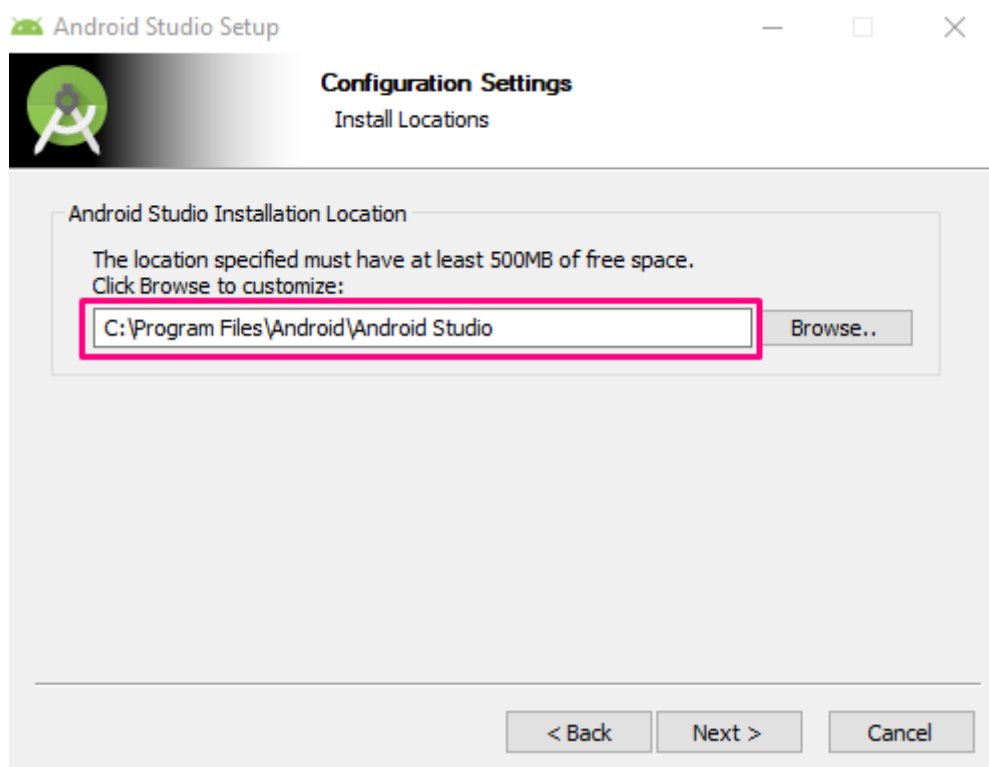 Android Studio Setup
Configuration Settings
Install Locations
Android Studio Installation Location
The location specified must have at least 500MB of free space.
Click Browse to customize:
C:\Program Files\Android\Android Studio
Browse..
< Back
Next >
Cancel